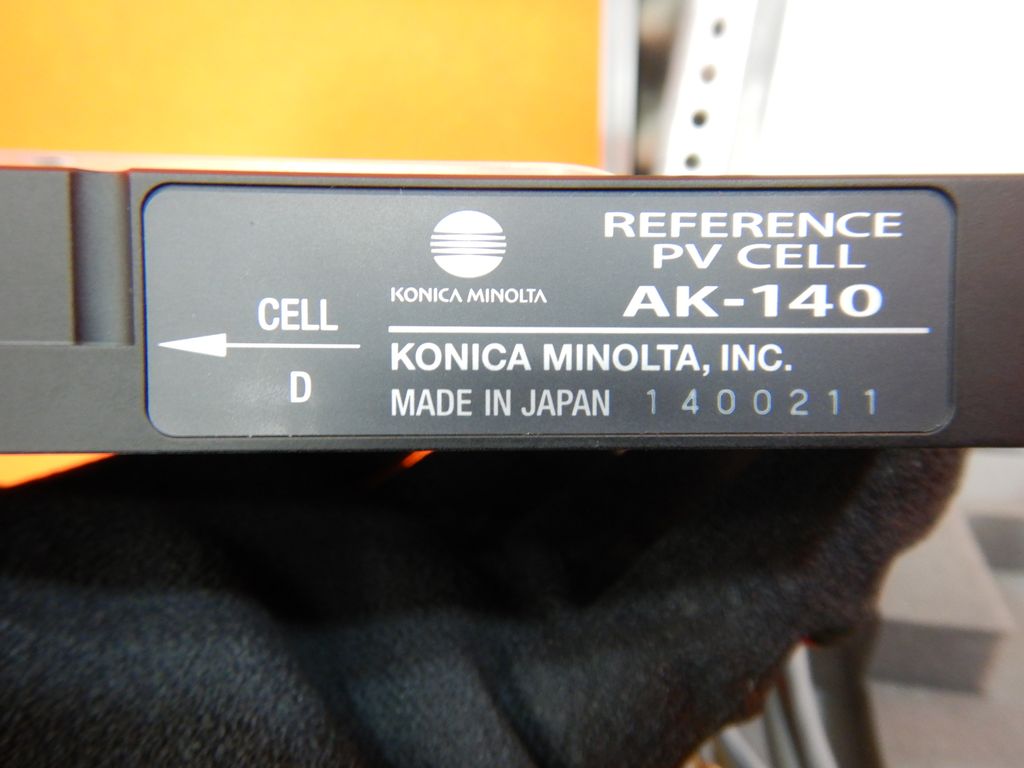 REFERENCE
PV CELL
KONICA MINOLTA
AK-140
CELL
D
KONICA MINOLTA, INC.
MADE IN JAPAN 1400211